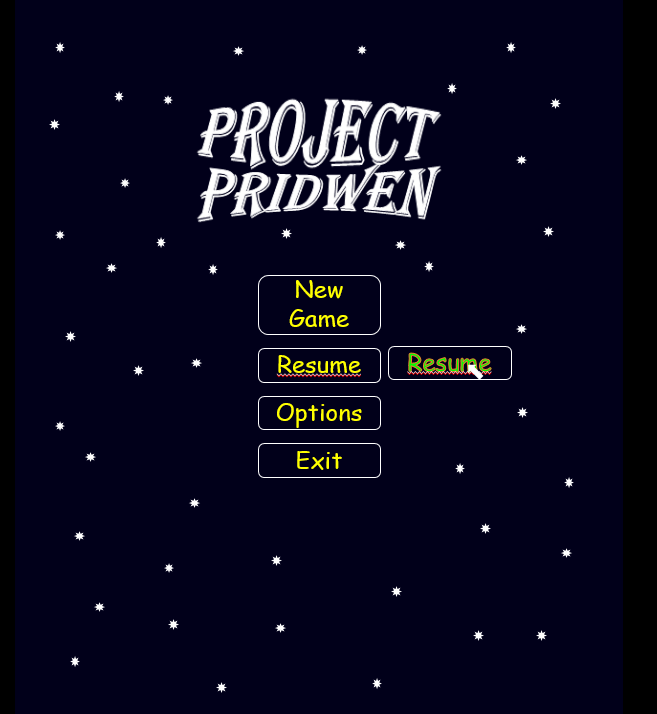 PROJECT
PRIDWEN
New
Game
Resume Resume
Options
Exit